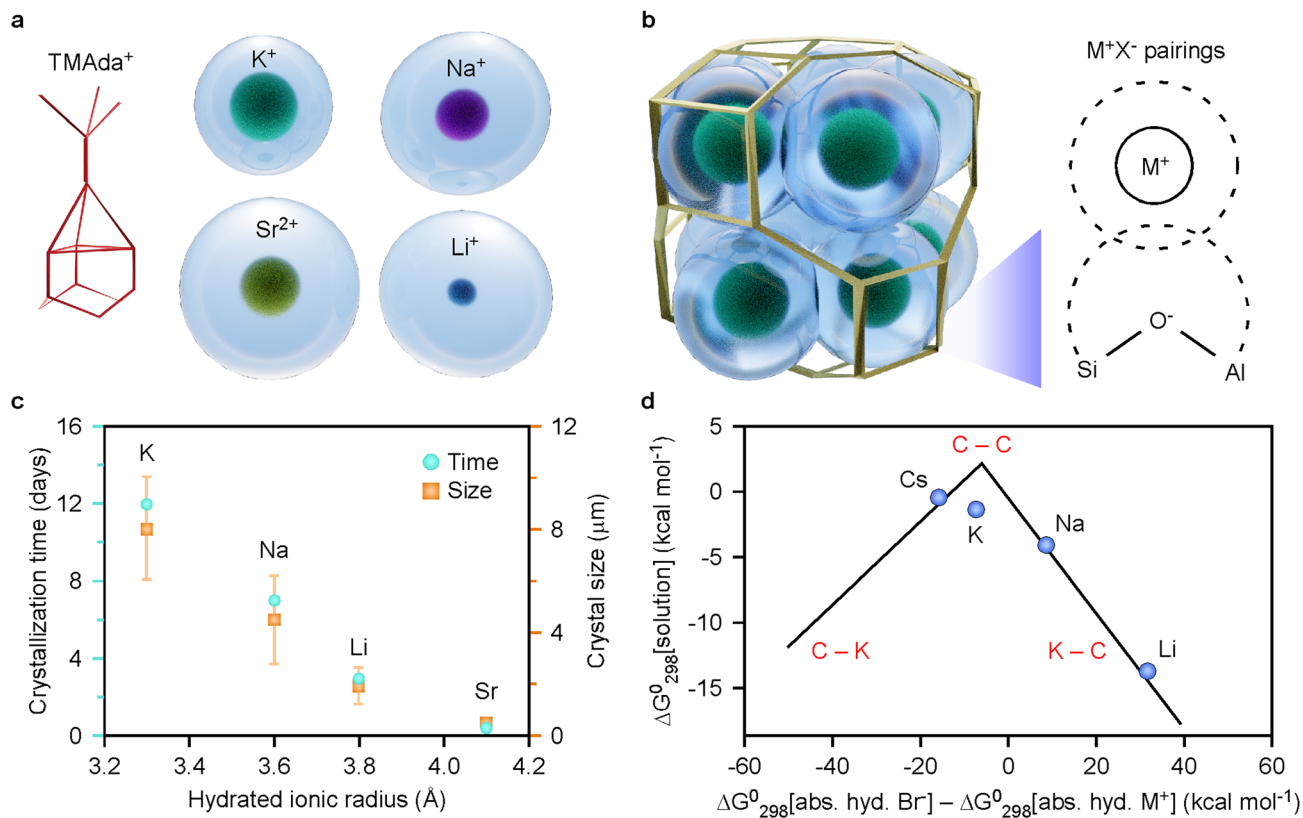 a
TMAda⁺
K⁺
Na⁺
Sr²⁺
Li⁺
b
M⁺X⁻ pairings
M⁺
O⁻
Si
Al
c
Crystallization time (days)
16
12
8
4
0
K
Na
Li
Sr
Time
Size
12
8
4
0
Crystal size (μm)
3.2 3.4 3.6 3.8 4.0 4.2
Hydrated ionic radius (Å)
d
ΔG⁰₂₉₈[solution] (kcal mol⁻¹)
5
0
-5
-10
-15
C – C
Cs
K
Na
C – K
K – C
Li
-60 -40 -20 0 20 40 60
ΔG⁰₂₉₈[abs. hyd. Br⁻] – ΔG⁰₂₉₈[abs. hyd. M⁺] (kcal mol⁻¹)